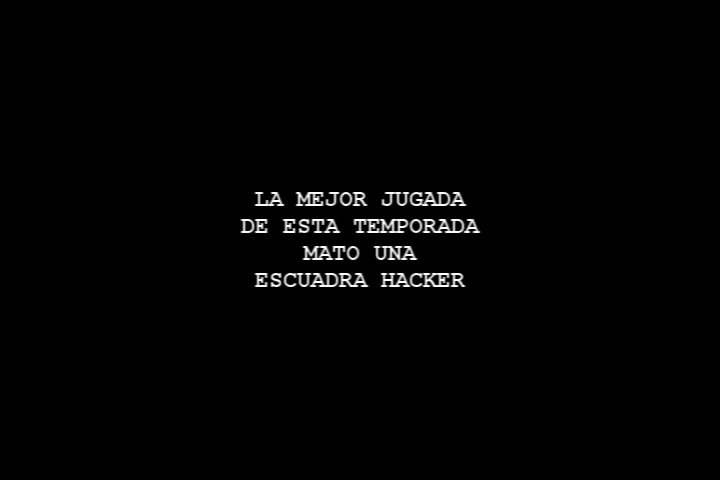 LA MEJOR JUGADA
DE ESTA TEMPORADA
MATO UNA
ESCUADRA HACKER